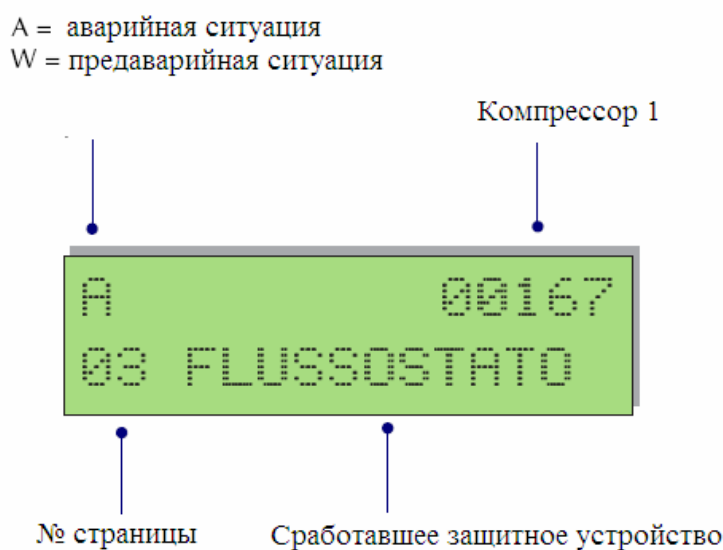 A = аварийная ситуация
W = предаварийная ситуация
Компрессор 1
A 00167
03 FLUSSOSTATO
№ страницы Сработавшее защитное устройство